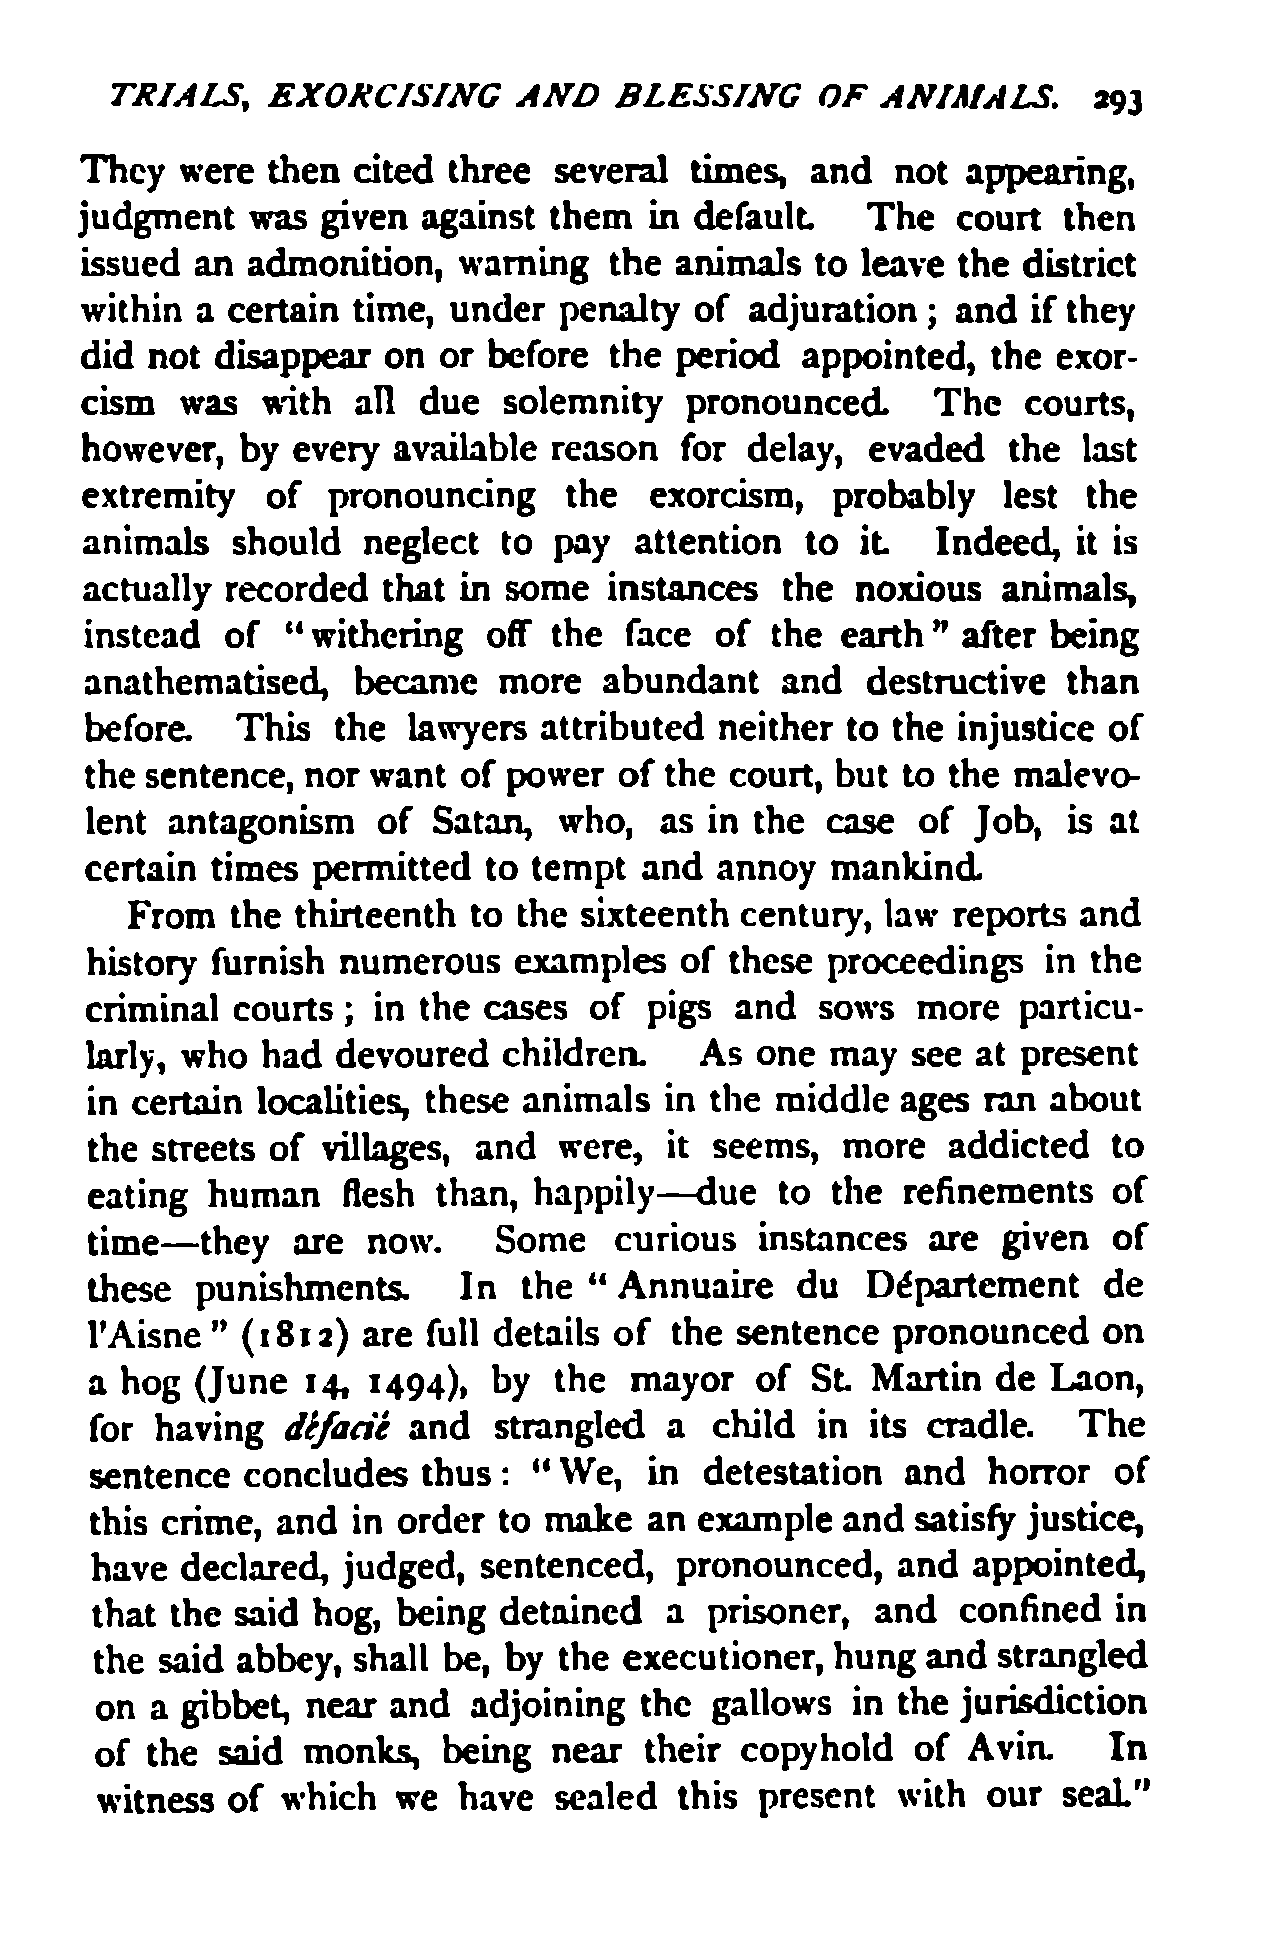 TRIALS, EXORCISING AND BLESSING OF ANIMALS. 293
They were then cited three several times, and not appearing,
judgment was given against them in default. The court then
issued an admonition, warning the animals to leave the district
within a certain time, under penalty of adjuration ; and if they
did not disappear on or before the period appointed, the exor-
cism was with all due solemnity pronounced. The courts,
however, by every available reason for delay, evaded the last
extremity of pronouncing the exorcism, probably lest the
animals should neglect to pay attention to it. Indeed, it is
actually recorded that in some instances the noxious animals,
instead of "withering off the face of the earth" after being
anathematised, became more abundant and destructive than
before. This the lawyers attributed neither to the injustice of
the sentence, nor want of power of the court, but to the malevo-
lent antagonism of Satan, who, as in the case of Job, is at
certain times permitted to tempt and annoy mankind.
From the thirteenth to the sixteenth century, law reports and
history furnish numerous examples of these proceedings in the
criminal courts ; in the cases of pigs and sows more particu-
larly, who had devoured children. As one may see at present
in certain localities, these animals in the middle ages ran about
the streets of villages, and were, it seems, more addicted to
eating human flesh than, happily—due to the refinements of
time—they are now. Some curious instances are given of
these punishments. In the "Annuaire du Département de
l'Aisne" (1812) are full details of the sentence pronounced on
a hog (June 14, 1494), by the mayor of St. Martin de Laon,
for having défacië and strangled a child in its cradle. The
sentence concludes thus : "We, in detestation and horror of
this crime, and in order to make an example and satisfy justice,
have declared, judged, sentenced, pronounced, and appointed,
that the said hog, being detained a prisoner, and confined in
the said abbey, shall be, by the executioner, hung and strangled
on a gibbet, near and adjoining the gallows in the jurisdiction
of the said monks, being near their copyhold of Avin. In
witness of which we have sealed this present with our seal."